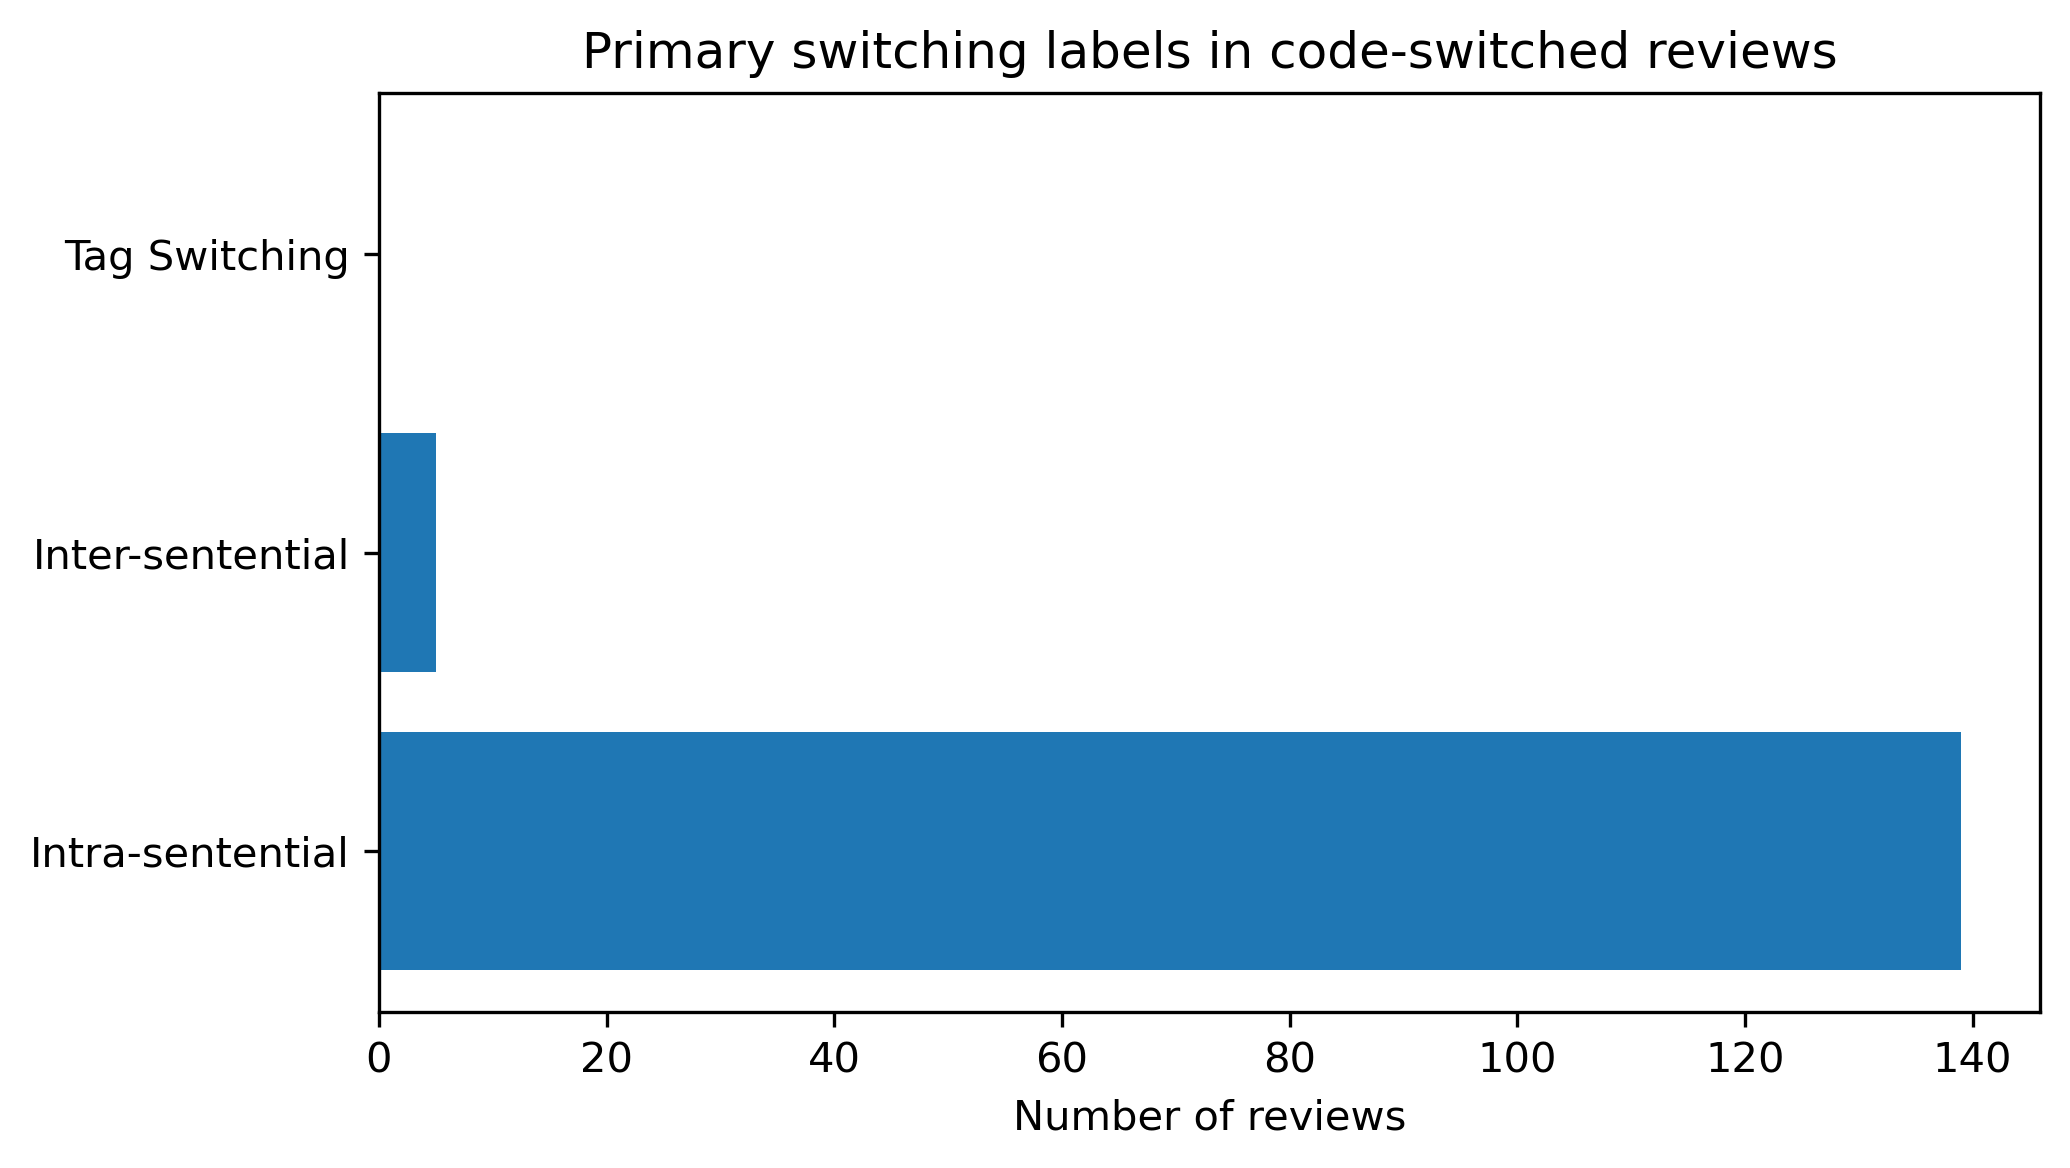 Primary switching labels in code-switched reviews
Tag Switching
Inter-sentential
Intra-sentential
0 20 40 60 80 100 120 140
Number of reviews